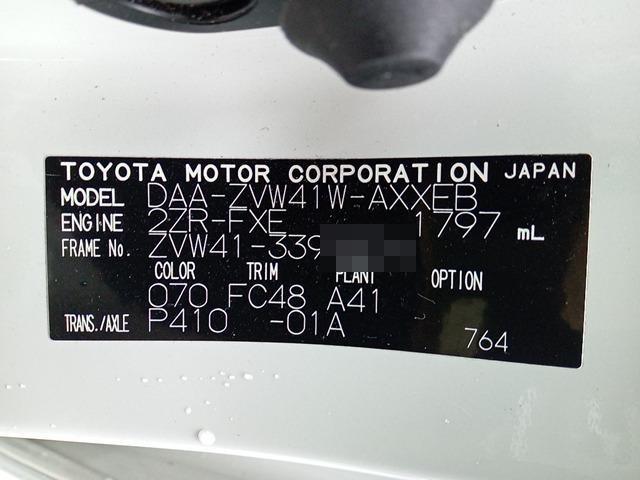 TOYOTA MOTOR CORPORATION JAPAN
MODEL DAA-ZVW41W-AXXEB
ENGINE 2ZR-FXE 1797 mL
FRAME No. ZVW41-339
COLOR TRIM PLANT OPTION
070 FC48 A41
TRANS./AXLE P410 -01A 764